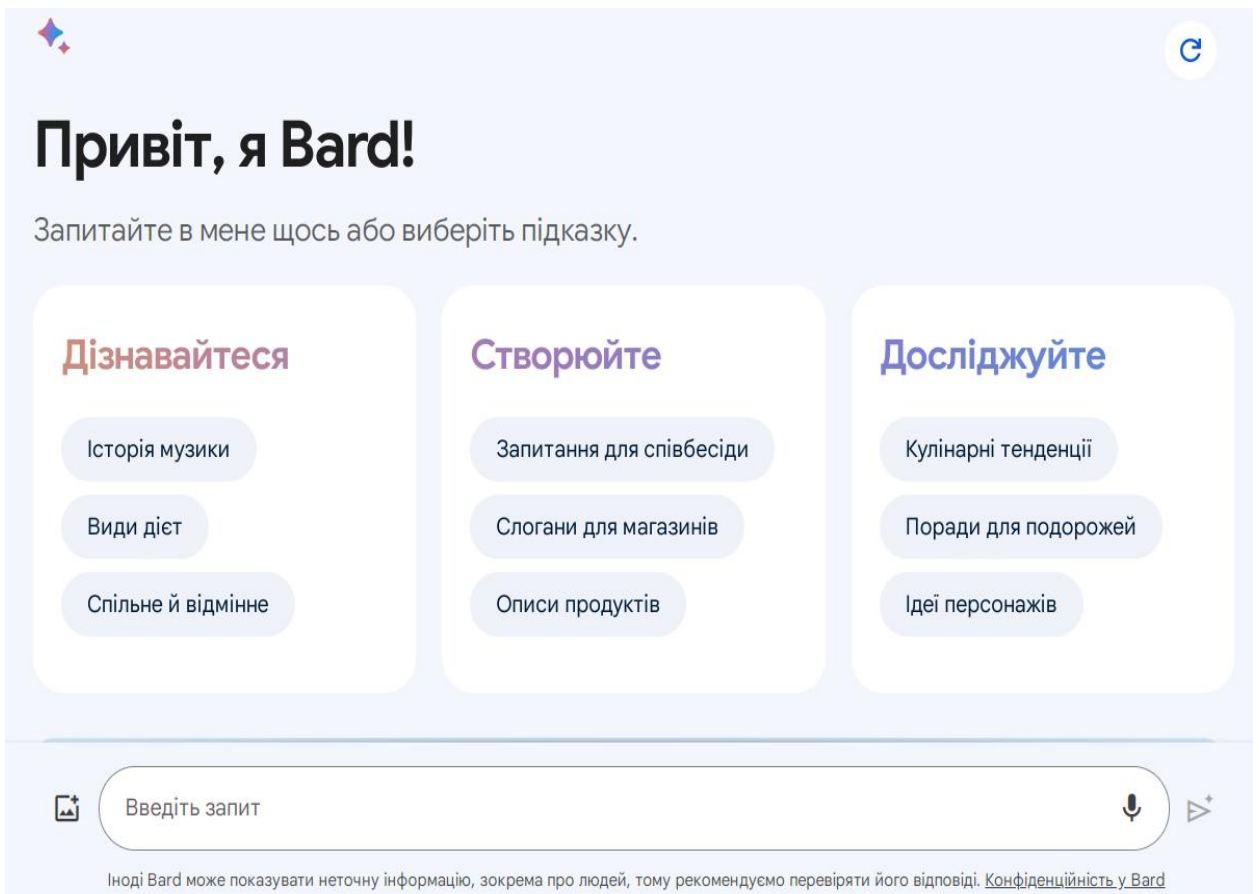 Привіт, я Bard!
Запитайте в мене щось або виберіть підказку.
Дізнавайтеся
Історія музики
Види дієт
Спільне й відмінне
Створюйте
Запитання для співбесіди
Слогани для магазинів
Описи продуктів
Досліджуйте
Кулінарні тенденції
Поради для подорожей
Ідеї персонажів
Введіть запит
Іноді Bard може показувати неточну інформацію, зокрема про людей, тому рекомендуємо перевіряти його відповіді. Конфіденційність у Bard